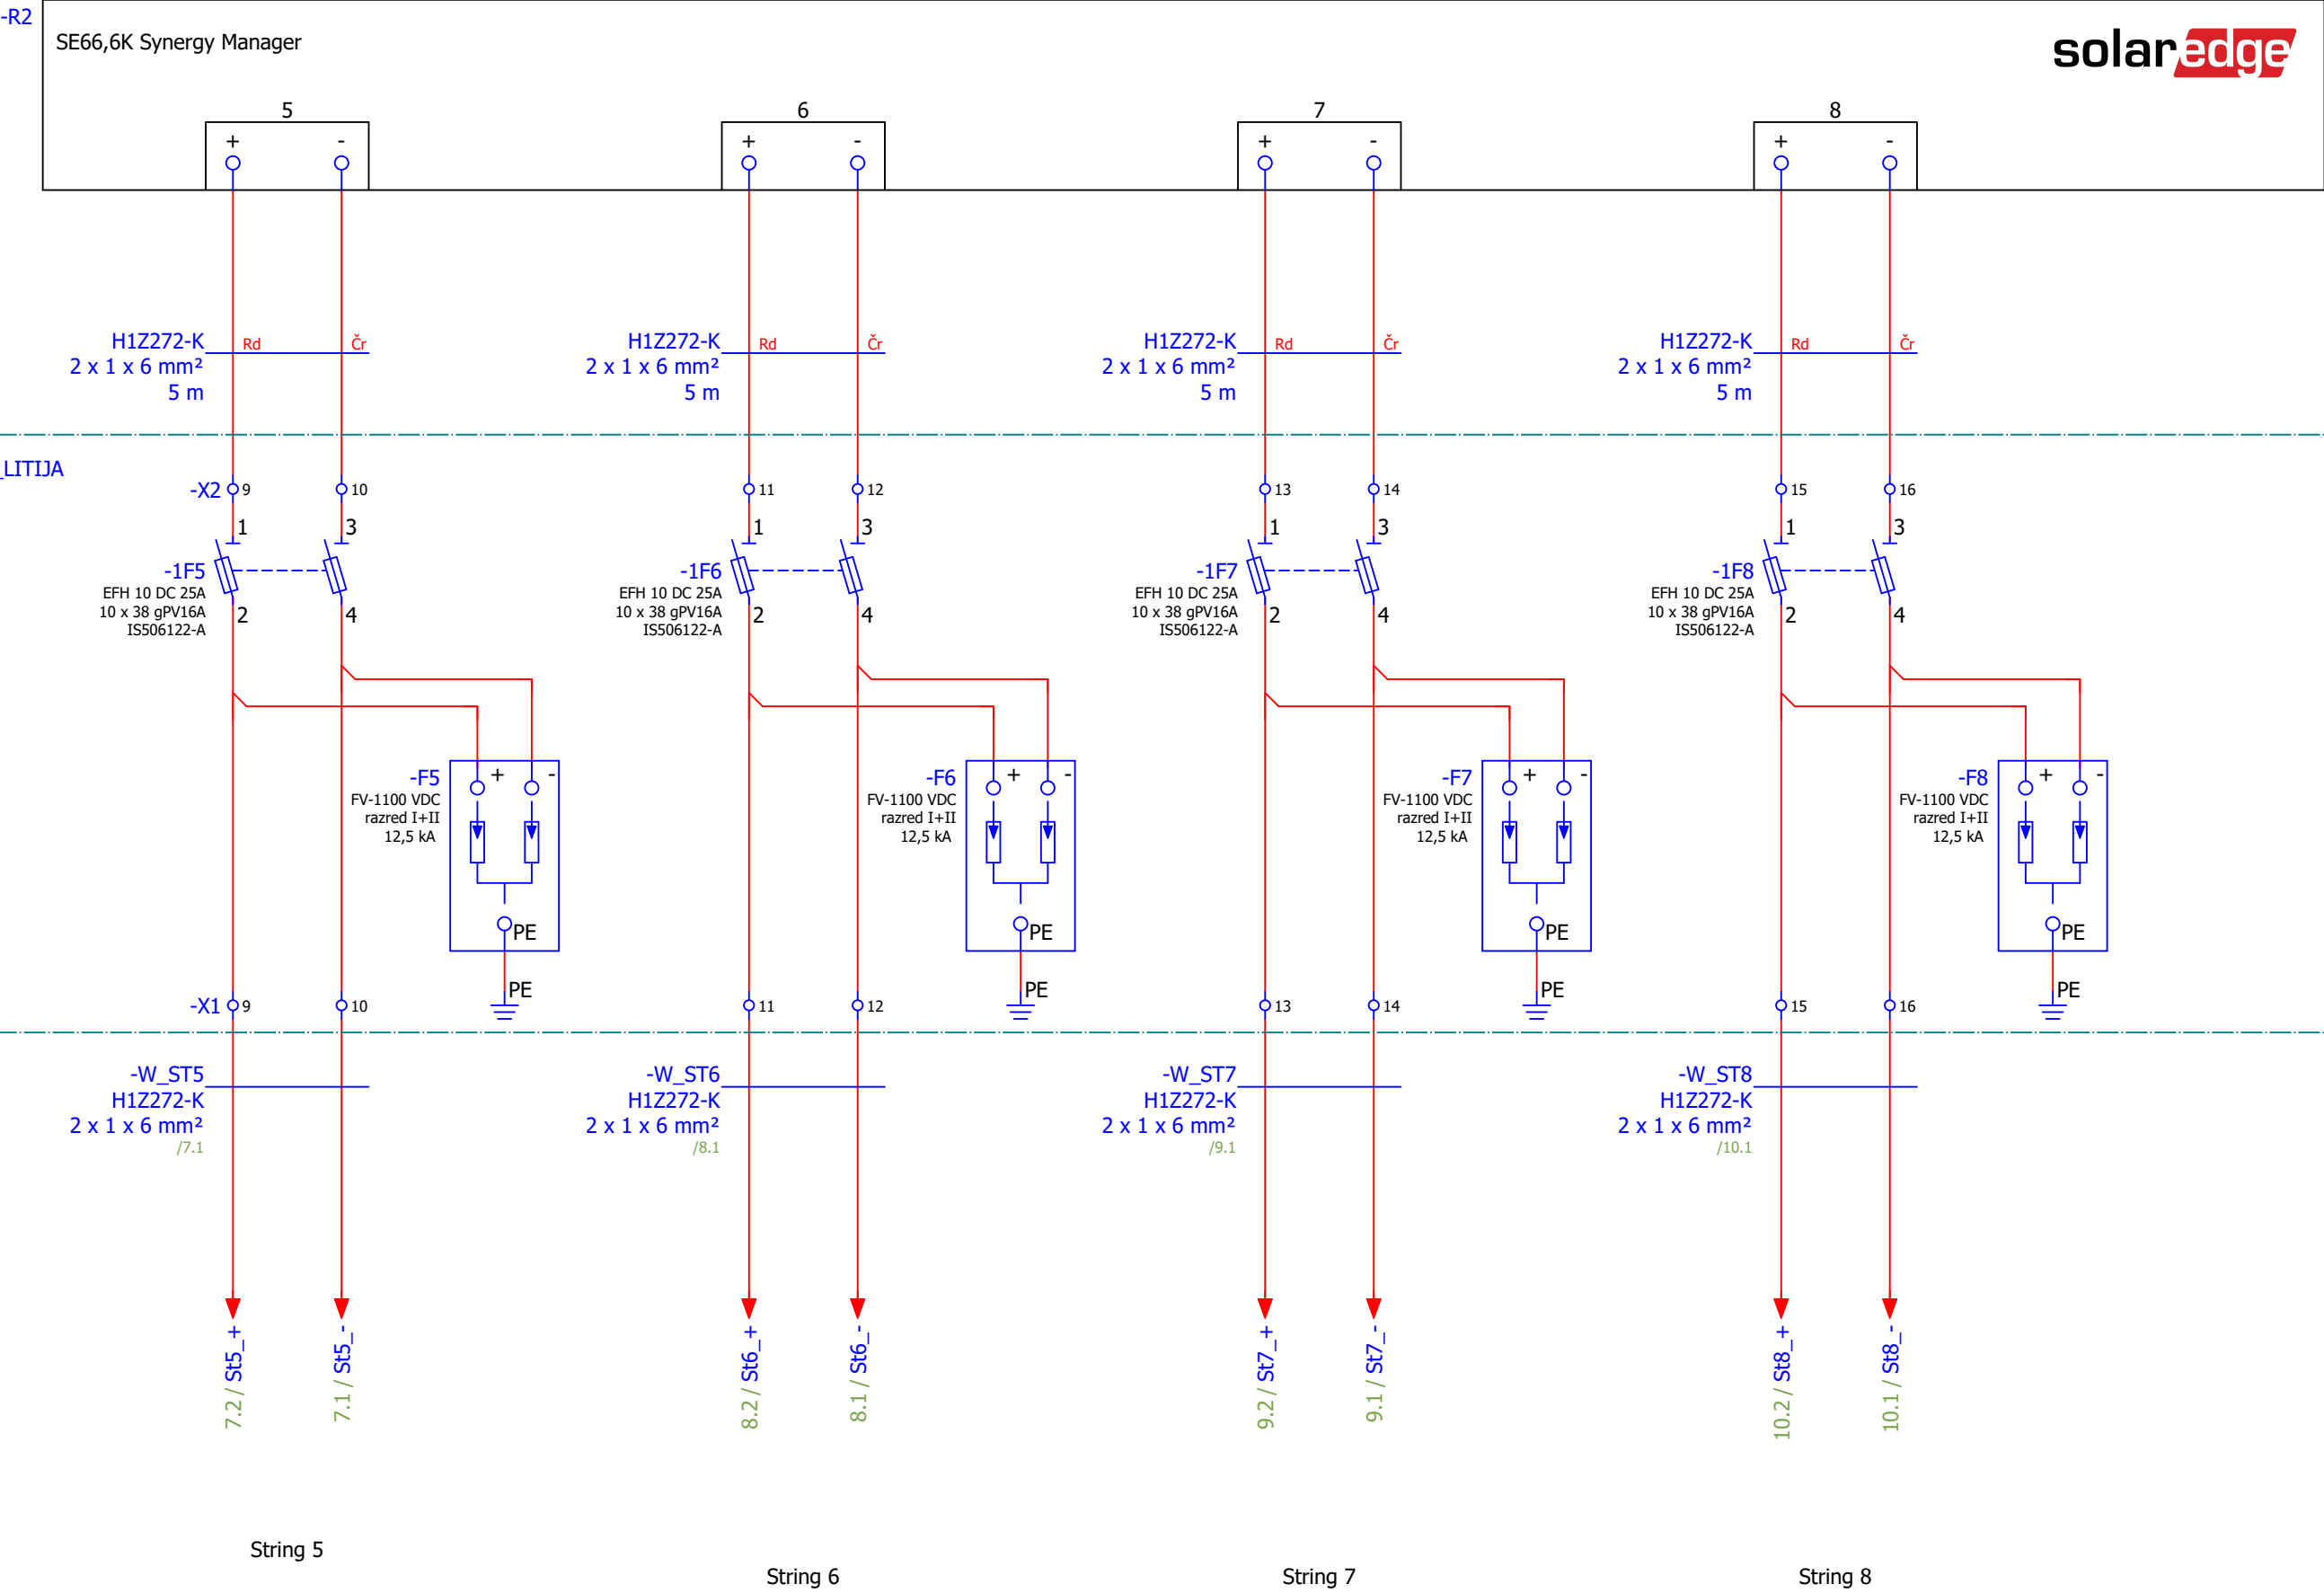 -R2
SE66,6K Synergy Manager
solaredge
5 6 7 8
+ - + - + - + -
H1Z272-K Rd Čr H1Z272-K Rd Čr H1Z272-K Rd Čr H1Z272-K Rd Čr
2 x 1 x 6 mm² 2 x 1 x 6 mm² 2 x 1 x 6 mm² 2 x 1 x 6 mm²
5 m 5 m 5 m 5 m
_LITIJA
-X2 9 10 11 12 13 14 15 16
1 3 1 3 1 3 1 3
-1F5 -1F6 -1F7 -1F8
EFH 10 DC 25A EFH 10 DC 25A EFH 10 DC 25A EFH 10 DC 25A
10 x 38 gPV16A 10 x 38 gPV16A 10 x 38 gPV16A 10 x 38 gPV16A
IS506122-A IS506122-A IS506122-A IS506122-A
2 4 2 4 2 4 2 4
-F5 + - -F6 + - -F7 + - -F8 + -
FV-1100 VDC FV-1100 VDC FV-1100 VDC FV-1100 VDC
razred I+II razred I+II razred I+II razred I+II
12,5 kA 12,5 kA 12,5 kA 12,5 kA
PE PE PE PE
PE PE PE PE
-X1 9 10 11 12 13 14 15 16
-W_ST5 -W_ST6 -W_ST7 -W_ST8
H1Z272-K H1Z272-K H1Z272-K H1Z272-K
2 x 1 x 6 mm² 2 x 1 x 6 mm² 2 x 1 x 6 mm² 2 x 1 x 6 mm²
/7.1 /8.1 /9.1 /10.1
7.2 / St5_+
7.1 / St5_-
8.2 / St6_+
8.1 / St6_-
9.2 / St7_+
9.1 / St7_-
10.2 / St8_+
10.1 / St8_-
String 5
String 6 String 7 String 8